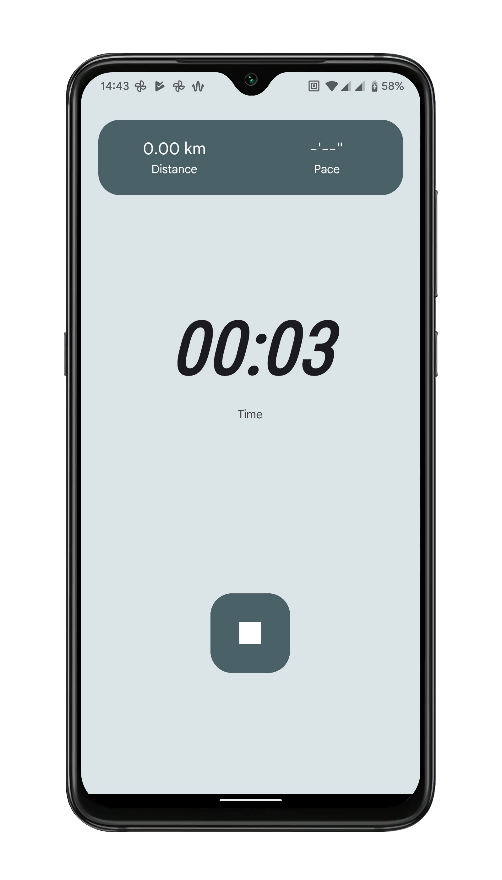 14:43 58%
0.00 km -'--"
Distance Pace
00:03
Time